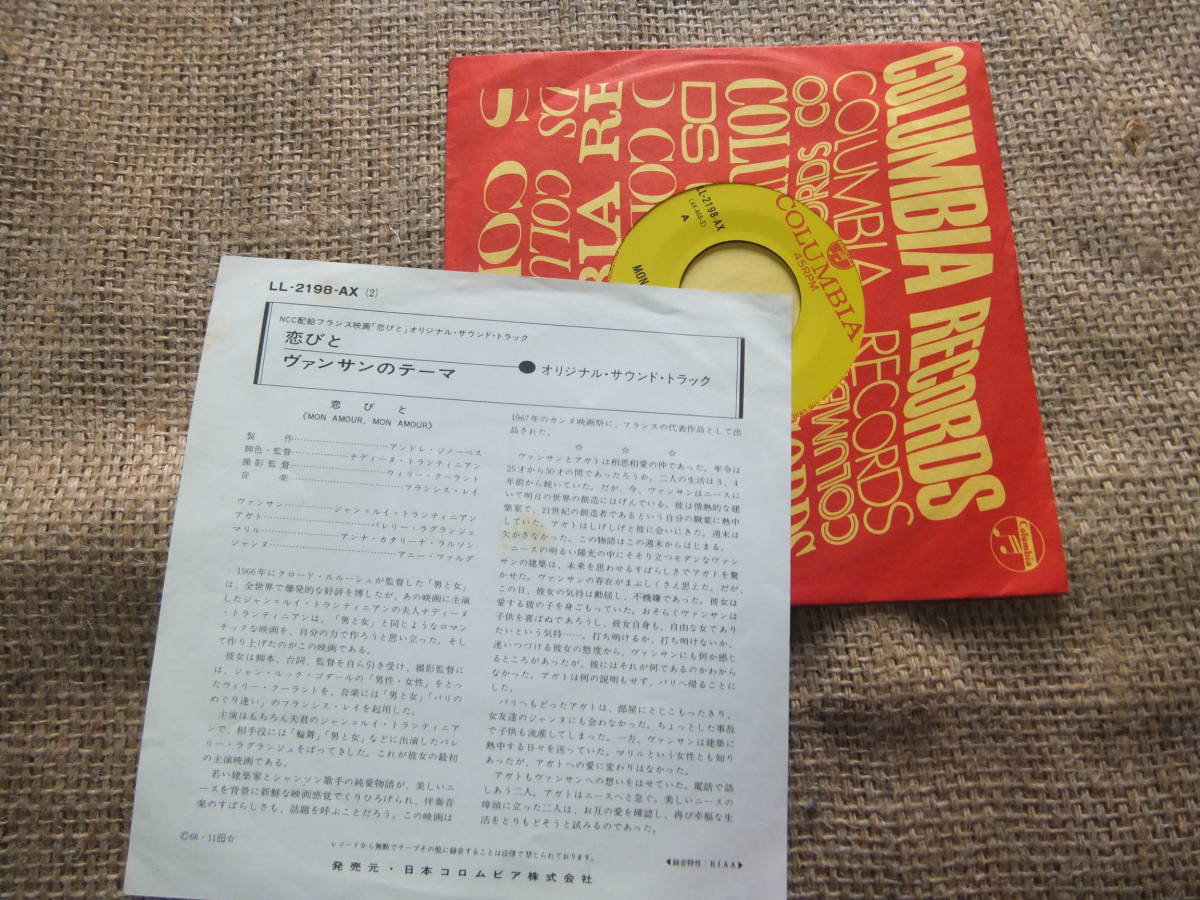 LL-2198-AX (2)
NCC配給フランス映画「恋びと」オリジナル・サウンド・トラック
恋びと
ヴァンサンのテーマ
●オリジナル・サウンド・トラック
恋びと
〈MON AMOUR, MON AMOUR〉
製作…………アンドレ・ジノーベス
脚色・監督…………ナディーヌ・トランティニアン
撮影監督…………ウィリー・クーラント
音楽…………フランシス・レイ
ヴァンサン…………ジャン=ルイ・トランティニアン
アガト…………バレリー・ラグランジュ
マリル…………アンナ・カタリーナ・ラルソン
ジャンヌ…………アニー・ファルグ
1966年にクロード・ルルーシュが監督した「男と女」
は、全世界で爆発的な好評を博したが、あの映画に主演
したジャン=ルイ・トランティニアンの夫人ナディーヌ
・トランティニアンは、「男と女」と同じようなロマン
チックな映画を、自分の力で作ろうと思い立った。そし
て作り上げたのがこの映画である。
彼女は脚本、台詞、監督を自ら引き受け、撮影監督に
は、ジャン・ルック・ゴダールの「男性・女性」をとっ
たウィリー・クーラントを、音楽には「男と女」「パリの
めぐり逢い」のフランシス・レイを起用した。
主演はもちろん夫君のジャン=ルイ・トランティニア
ンで、相手役には「輪舞」「男と女」などに出演したバレ
リー・ラグランジュをばってきした。これが彼女の最初
の主演映画である。
若い建築家とシャンソン歌手の純愛物語が、美しいニ
ースを背景に新鮮な映画感覚でくりひろげられ、伴奏音
楽のすばらしさも、話題を呼ぶことだろう。この映画は
1967年のカンヌ映画祭に、フランスの代表作品として出
品された。
☆ ☆ ☆
ヴァンサンとアガトは相思相愛の仲であった。年令は
25才から30才の間であったろうか。二人の生活は3、4
年前から続いていた。だが、今、ヴァンサンはニースに
いて明日の世界の創造にはげんでいる。彼は情熱的な建
築家で、21世紀の創造者であるという自分の職業に熱中
していた。アガトはしげしげと彼に会いにきた。週末は
欠かさなかった。この物語はこの週末からはじまる。
ニースの明るい陽光の中にそそり立つモダンなヴァン
サンの建築は、未来を思わせるすばらしさでアガトを驚
かせた。ヴァンサンの存在がまぶしくさえ思えた。だが、
この日、彼女の気持は動揺し、不機嫌であった。彼女は
愛する彼の子を身ごもっていた。おそらくヴァンサンは
子供を喜ばぬであろうし、彼女自身も、自由な女であり
たいという気持……。打ち明けるか、打ち明けないか、
迷いつづける彼女の態度から、ヴァンサンにも何か感じ
るところがあったが、彼にはそれが何であるのかわから
なかった。アガトは何の説明もせず、パリへ帰ることに
した。
パリへもどったアガトは、部屋にとじこもったきり、
女友達のジャンヌにも会わなかった。ちょっとした事故
で子供も流産してしまった。一方、ヴァンサンは建築に
熱中する日々を送っていた。マリルという女性とも知り
あったが、アガトへの愛に変わりはなかった。
アガトもヴァンサンへの想いをはせていた。電話で話
しあう二人。アガトはニースへと急ぐ。美しいニースの
埠頭に立った二人は、お互の愛を確認し、再び幸福な生
活をとりもどそうと試みるのであった。
Ⓒ68・11㊞☆
レコードから無断でテープその他に録音することは法律で禁じられております。
◀録音特性：RIAA▶
発売元・日本コロムビア株式会社
LL-2198-AX
A
MON
COLUMBIA
45RPM
COLUMBIA RECORDS
COLUMBIA RECORDS
Columbia